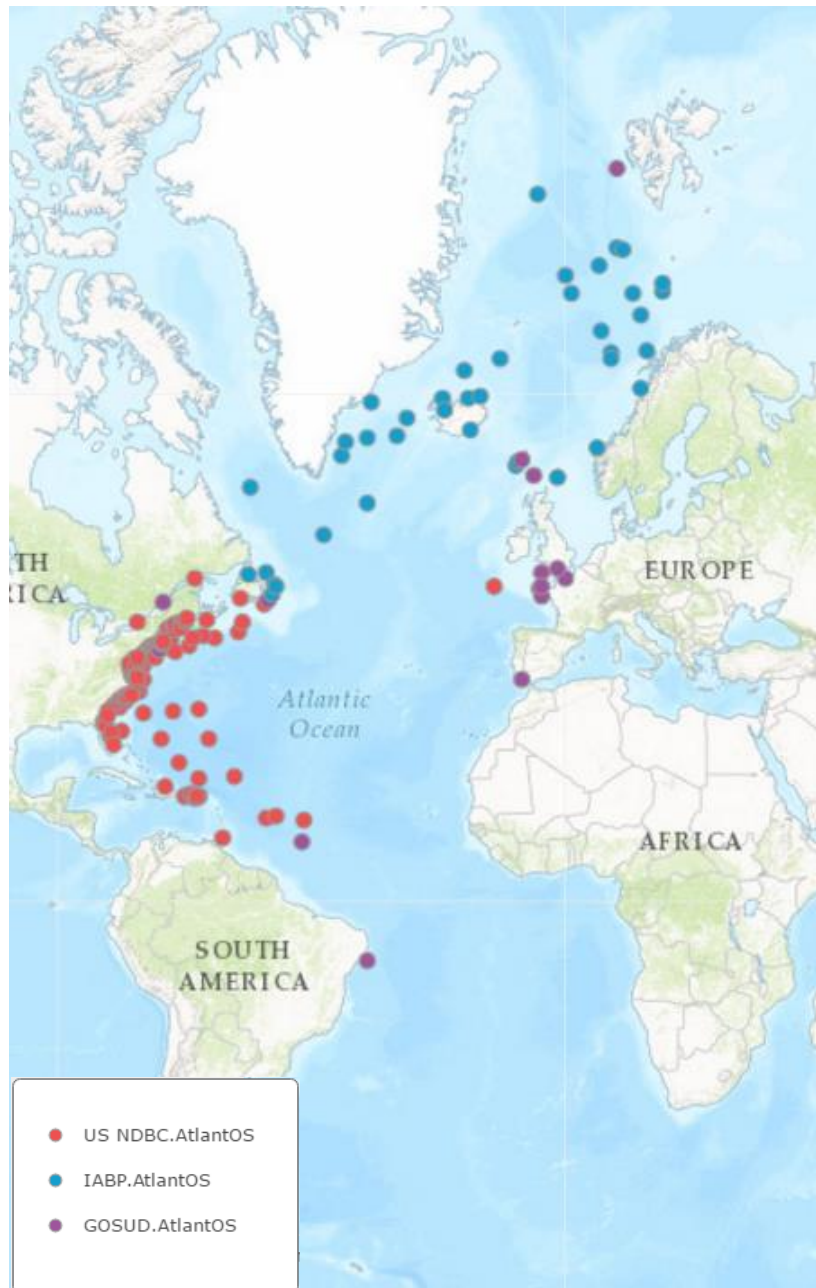 TH
RICA
EUROPE
Atlantic
Ocean
AFRICA
SOUTH
AMERICA
US NDBC.AtlantOS
IABP.AtlantOS
GOSUD.AtlantOS